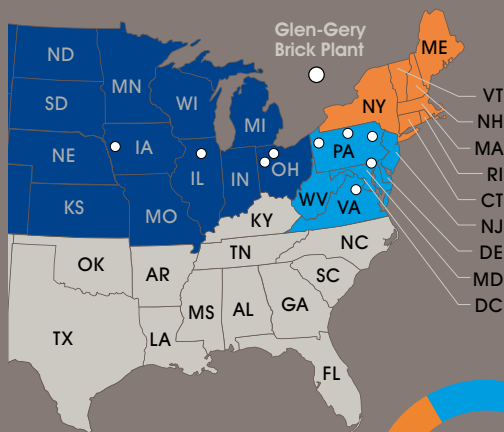 Glen-Gery
Brick Plant
ME
ND
MN
VT
SD
WI
MI
NY
NH
MA
NE
IA
PA
RI
IL
IN
OH
CT
KS
MO
WV
VA
NJ
KY
DE
NC
MD
TN
DC
OK
AR
SC
MS
AL
GA
TX
LA
FL